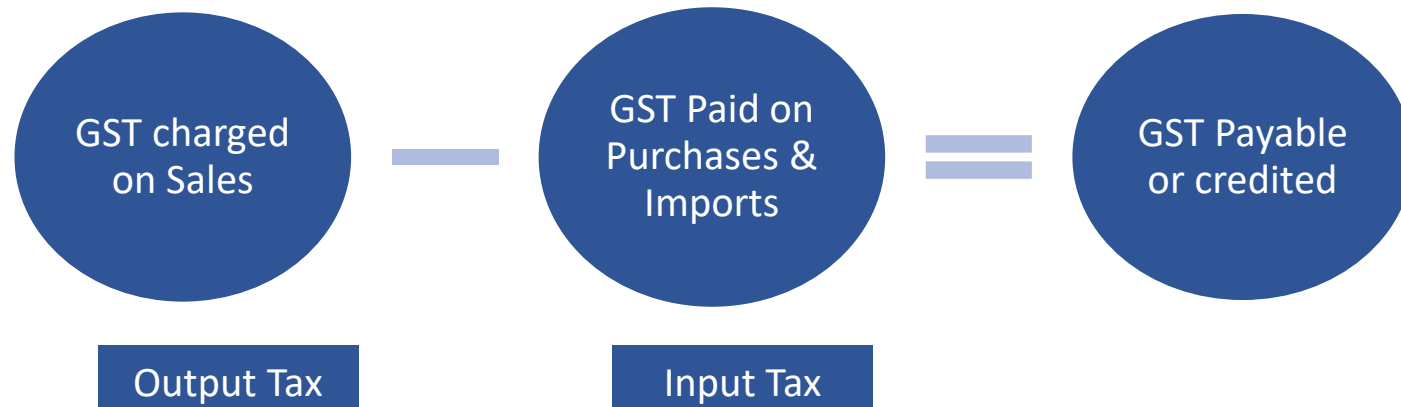 GST charged
on Sales
GST Paid on
Purchases &
Imports
GST Payable
or credited
Output Tax
Input Tax